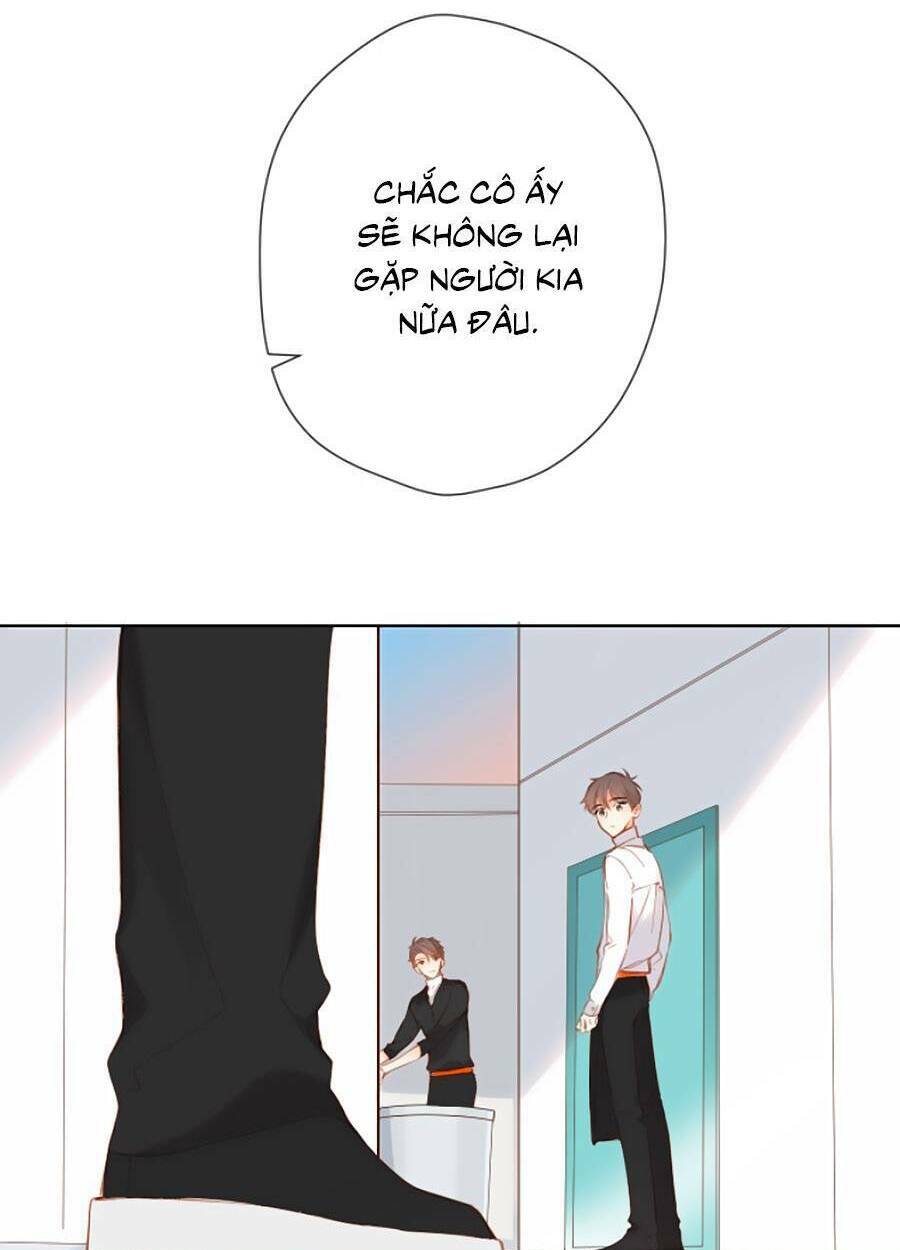 CHẮC CÔ ẤY
SẼ KHÔNG LẠI
GẶP NGƯỜI KIA
NỮA ĐÂU.